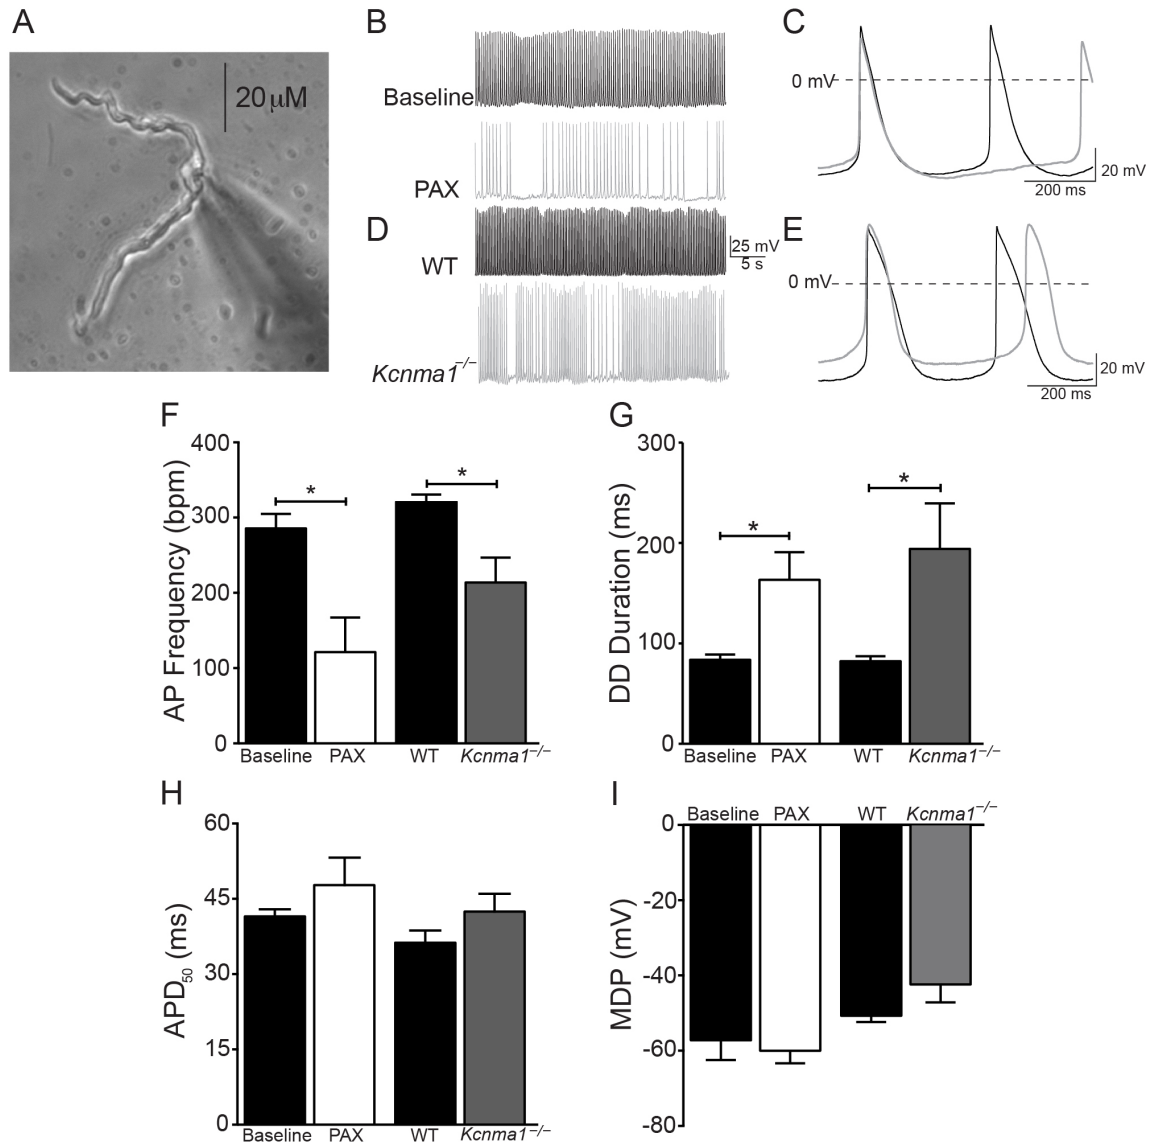 A
20 μM
B
Baseline
PAX
C
0 mV
20 mV
200 ms
D
WT
Kcnma1⁻/⁻
25 mV
5 s
E
0 mV
20 mV
200 ms
F
AP Frequency (bpm)
400
300
200
100
0
*
*
Baseline PAX WT Kcnma1⁻/⁻
G
DD Duration (ms)
300
200
100
0
*
*
Baseline PAX WT Kcnma1⁻/⁻
H
APD₅₀ (ms)
60
45
30
15
0
Baseline PAX WT Kcnma1⁻/⁻
I
Baseline PAX WT Kcnma1⁻/⁻
MDP (mV)
0
-20
-40
-60
-80